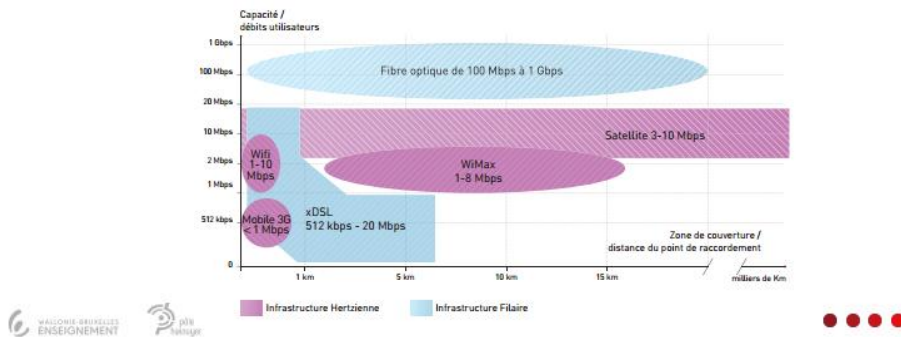 Capacité /
débits utilisateurs
1 Gbps
100 Mbps
Fibre optique de 100 Mbps à 1 Gbps
20 Mbps
10 Mbps
Satellite 3-10 Mbps
Wifi
1-10
Mbps
2 Mbps
WiMax
1-8 Mbps
1 Mbps
512 kbps
Mobile 3G
<1 Mbps
xDSL
512 kbps - 20 Mbps
Zone de couverture /
distance du point de raccordement
0
1 km
5 km
10 km
15 km
milliers de Km
Infrastructure Hertzienne
Infrastructure Filaire
WALLONIE-BRUXELLES
ENSEIGNEMENT
pôle
hainuyer